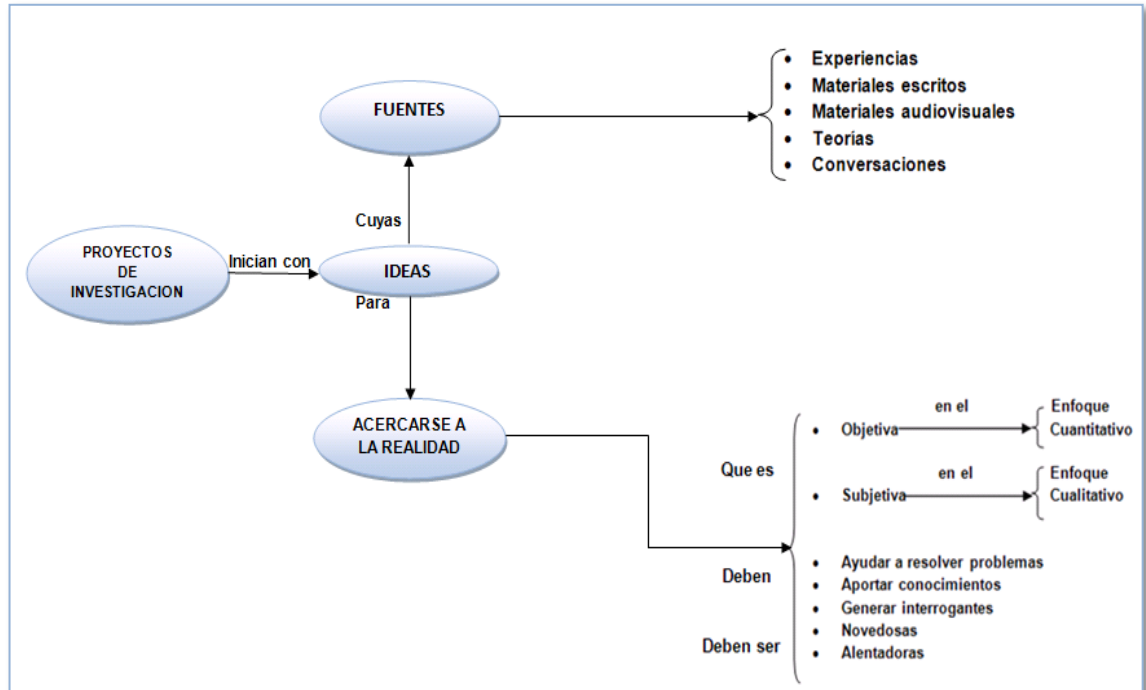 FUENTES
• Experiencias
• Materiales escritos
• Materiales audiovisuales
• Teorías
• Conversaciones
Cuyas
PROYECTOS
DE
INVESTIGACION
Inician con
IDEAS
Para
ACERCARSE A
LA REALIDAD
Que es
• Objetiva
en el
Enfoque
Cuantitativo
• Subjetiva
en el
Enfoque
Cualitativo
Deben
• Ayudar a resolver problemas
• Aportar conocimientos
• Generar interrogantes
Deben ser
• Novedosas
• Alentadoras